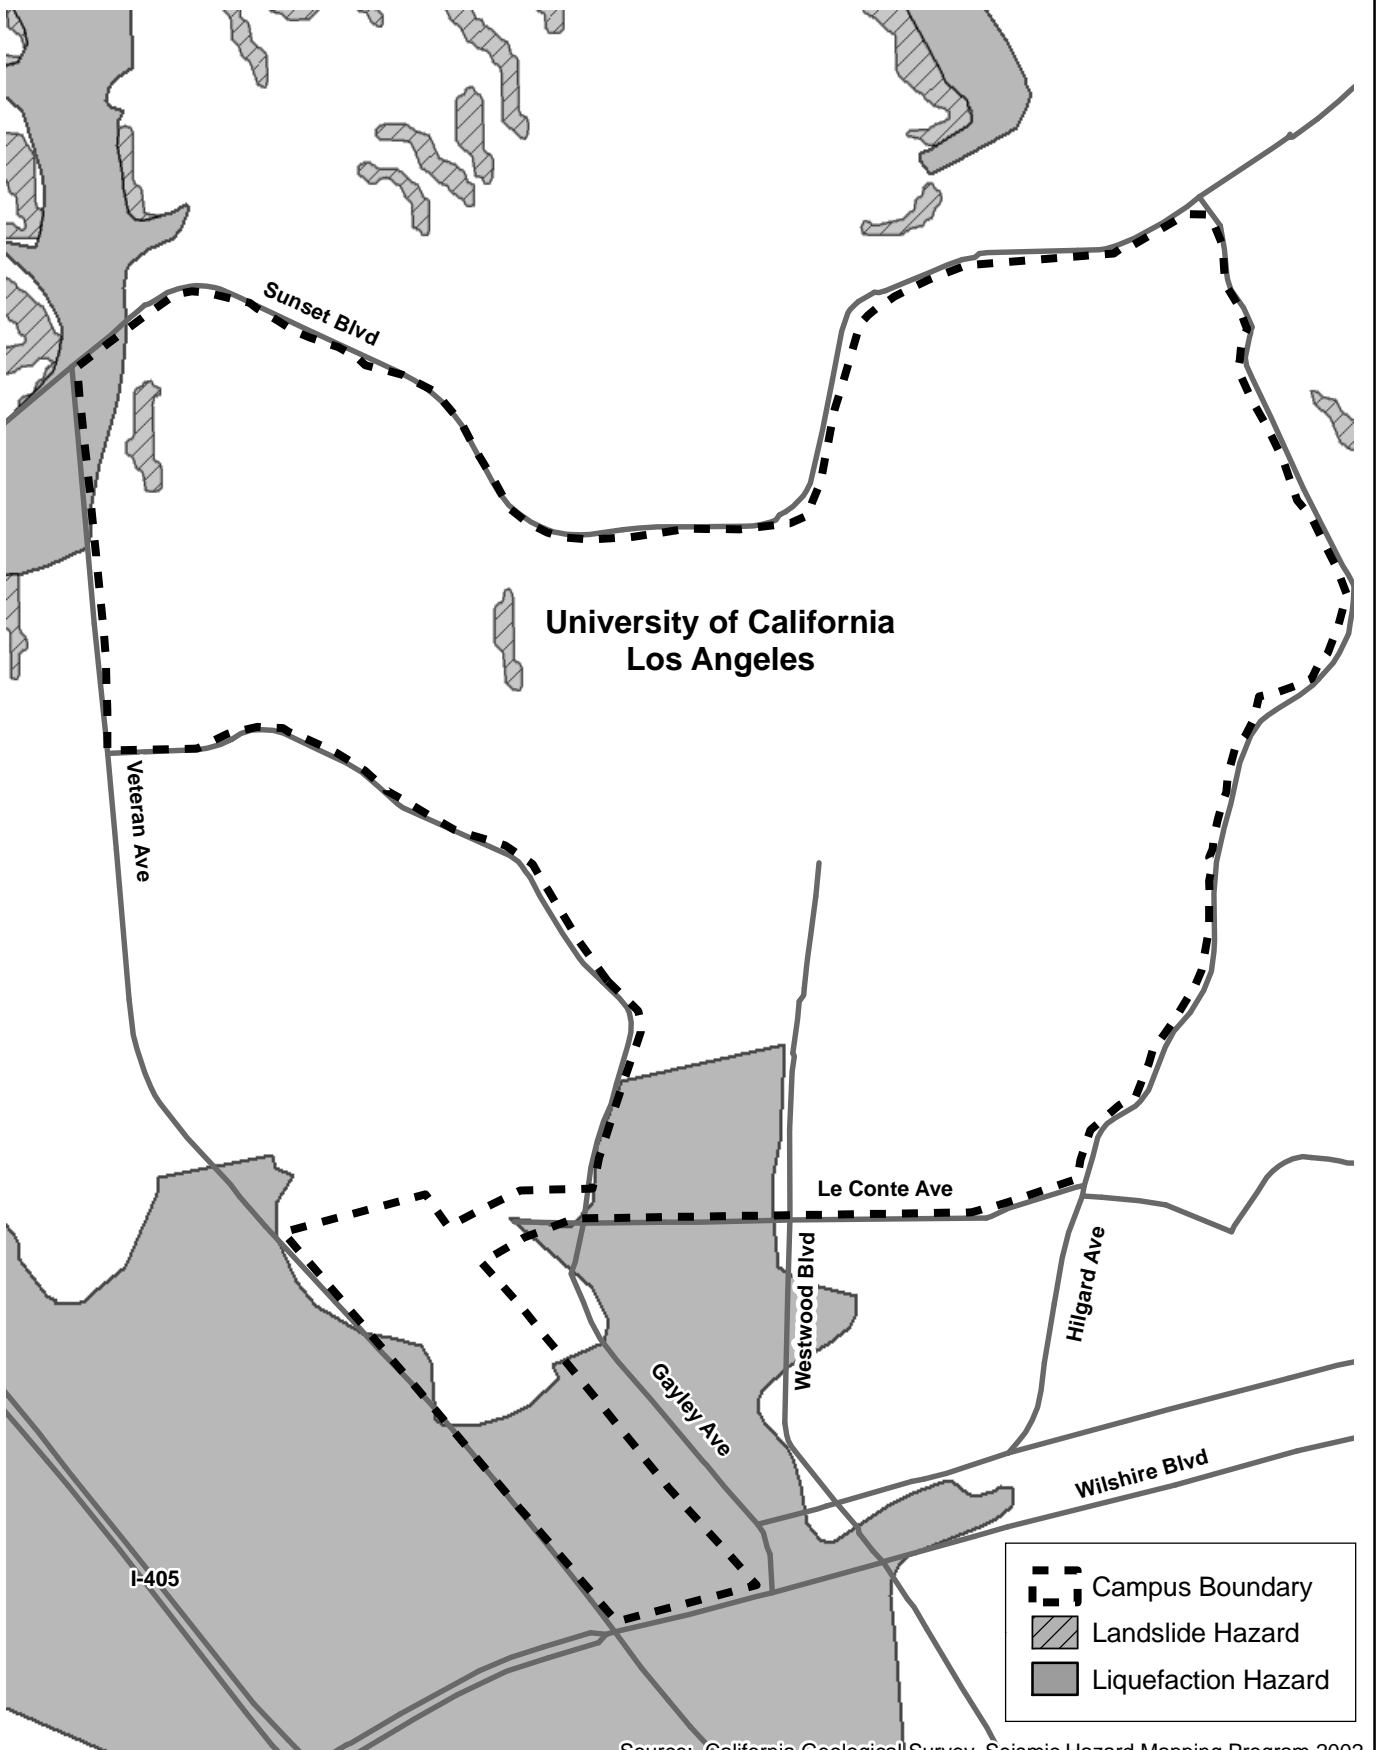 Sunset Blvd
University of California
Los Angeles
Veteran Ave
Le Conte Ave
Westwood Blvd
Hilgard Ave
Gayley Ave
Wilshire Blvd
I-405
Campus Boundary
Landslide Hazard
Liquefaction Hazard
Source: California Geological Survey, Seismic Hazard Mapping Program 2002